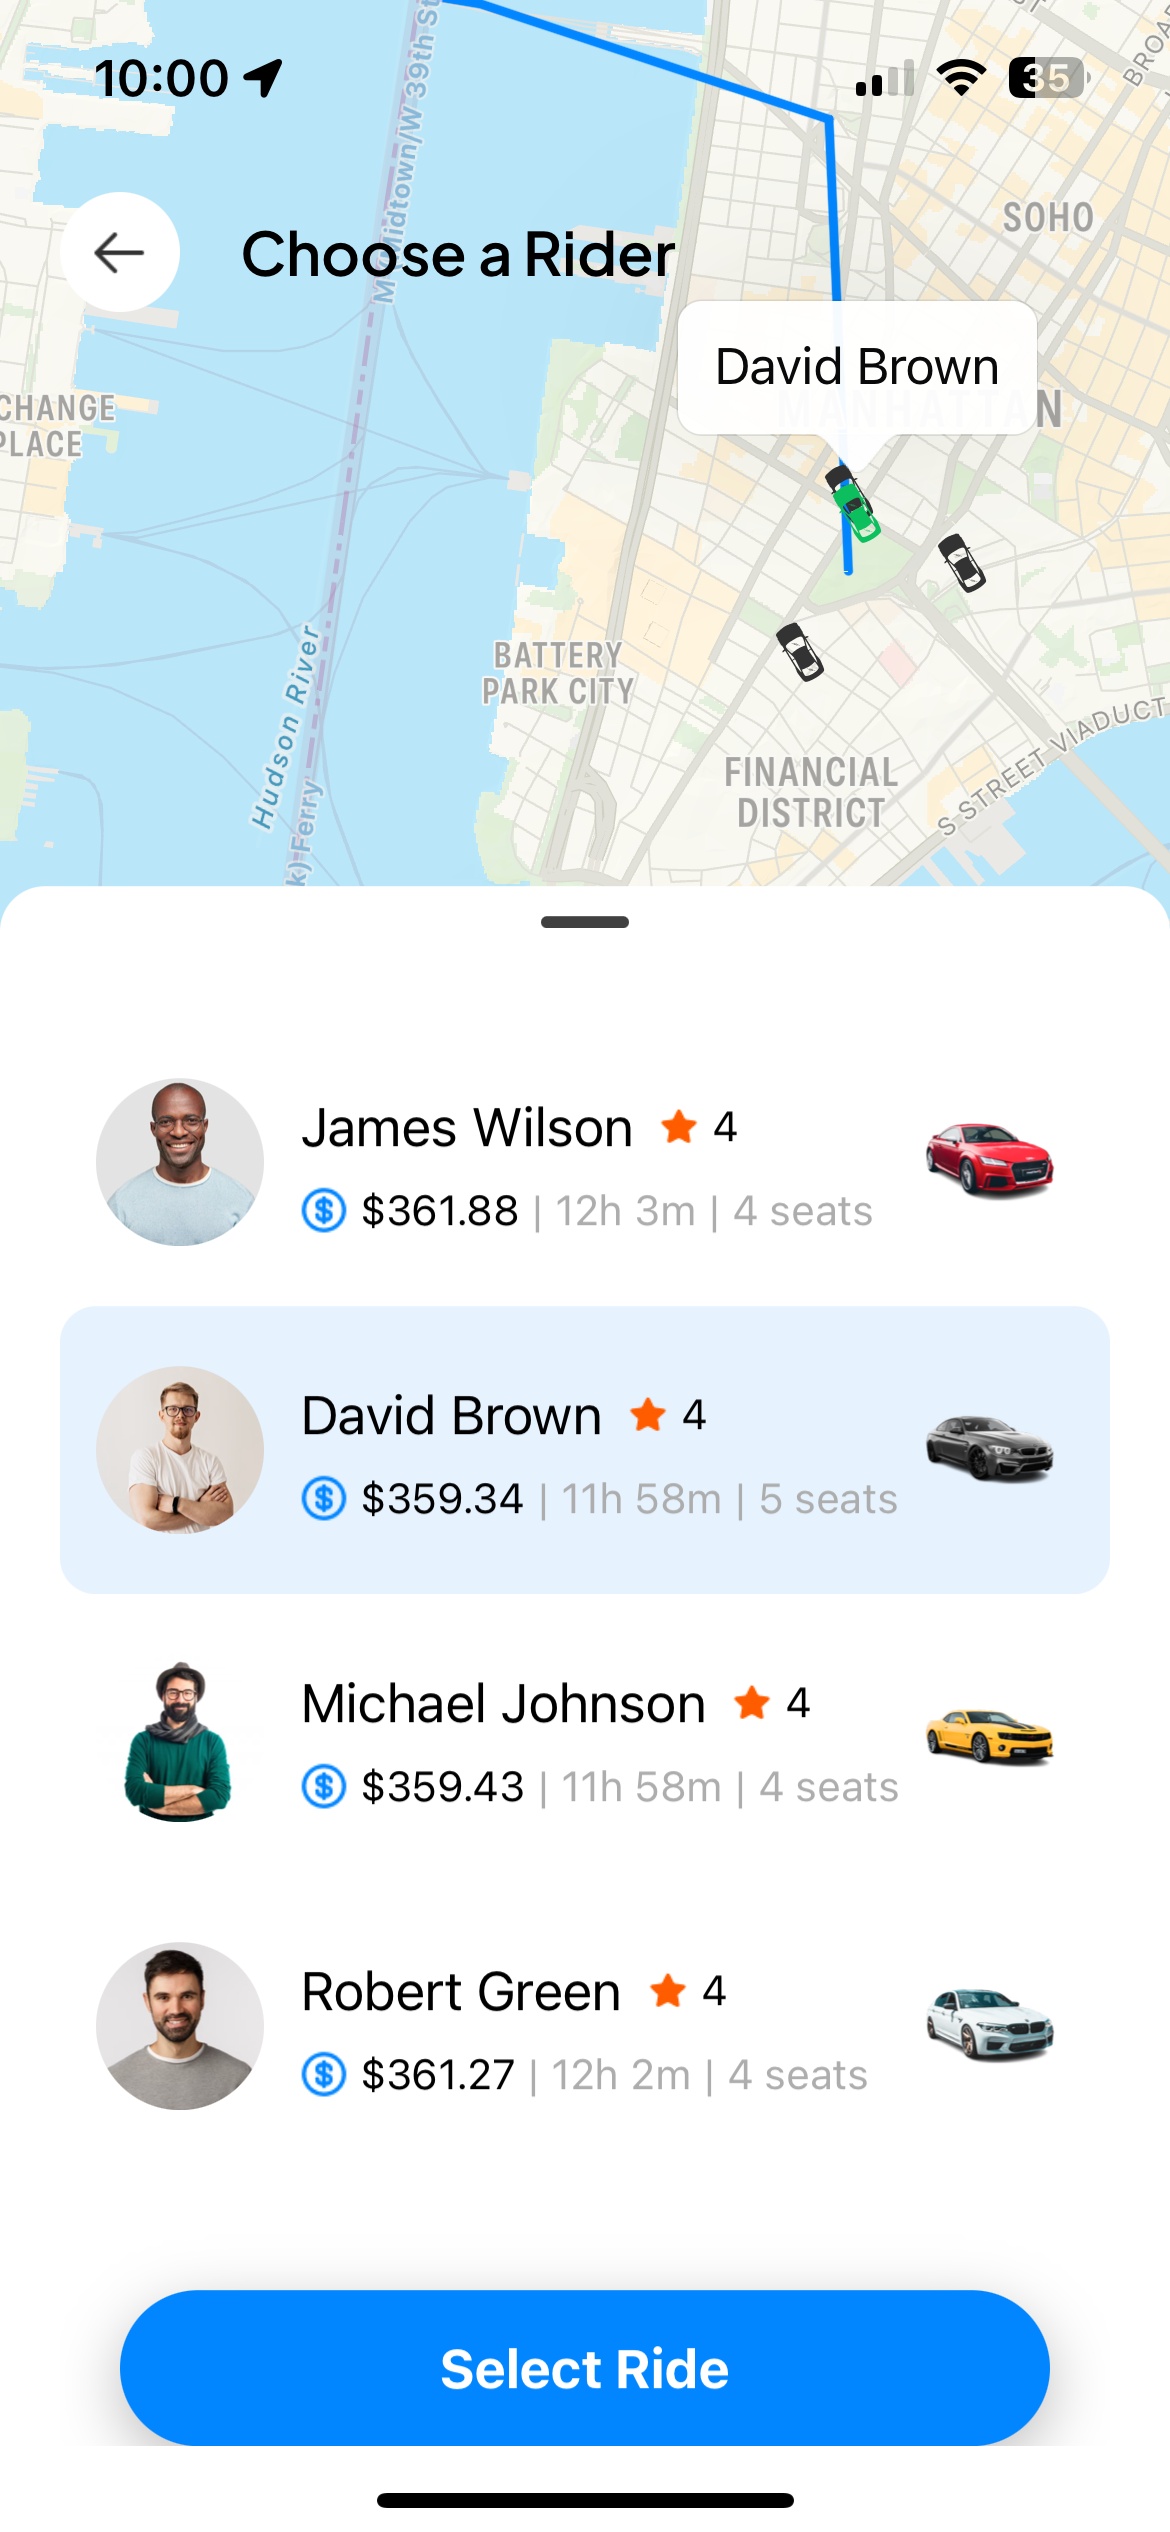 10:00
35
My(Midtown/W 39th St
BROA
SOHO
Choose a Rider
David Brown
MANHATTAN
CHANGE
PLACE
BATTERY
PARK CITY
Hudson River
k) Ferry
FINANCIAL
DISTRICT
S STREET VIADUCT
James Wilson 4
$361.88 | 12h 3m | 4 seats
David Brown 4
$359.34 | 11h 58m | 5 seats
Michael Johnson 4
$359.43 | 11h 58m | 4 seats
Robert Green 4
$361.27 | 12h 2m | 4 seats
Select Ride